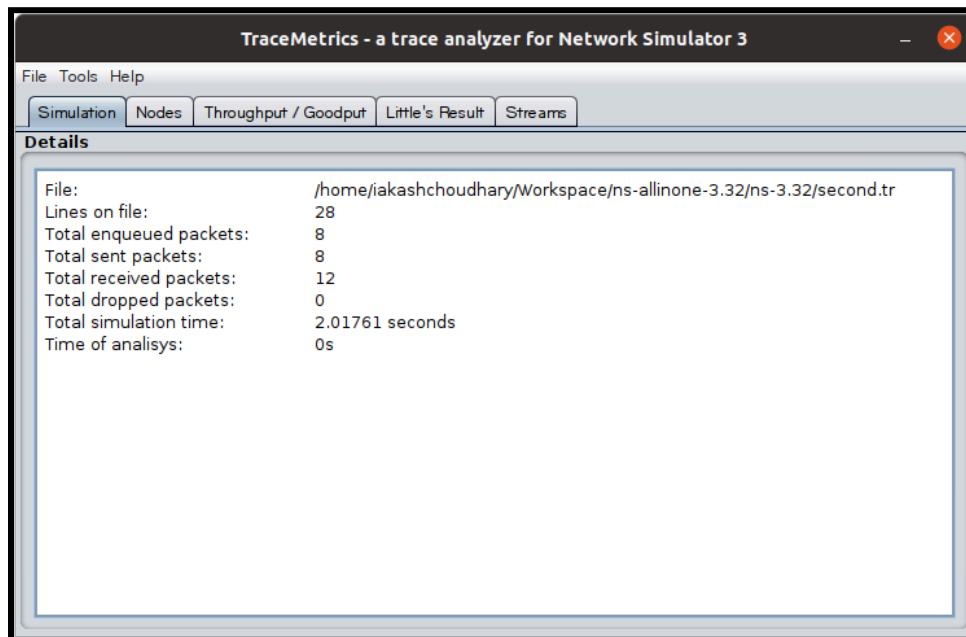 TraceMetrics - a trace analyzer for Network Simulator 3
File Tools Help
Simulation Nodes Throughput / Goodput Little's Result Streams
Details
File: /home/iakashchoudhary/Workspace/ns-allinone-3.32/ns-3.32/second.tr
Lines on file: 28
Total enqueued packets: 8
Total sent packets: 8
Total received packets: 12
Total dropped packets: 0
Total simulation time: 2.01761 seconds
Time of analisys: 0s